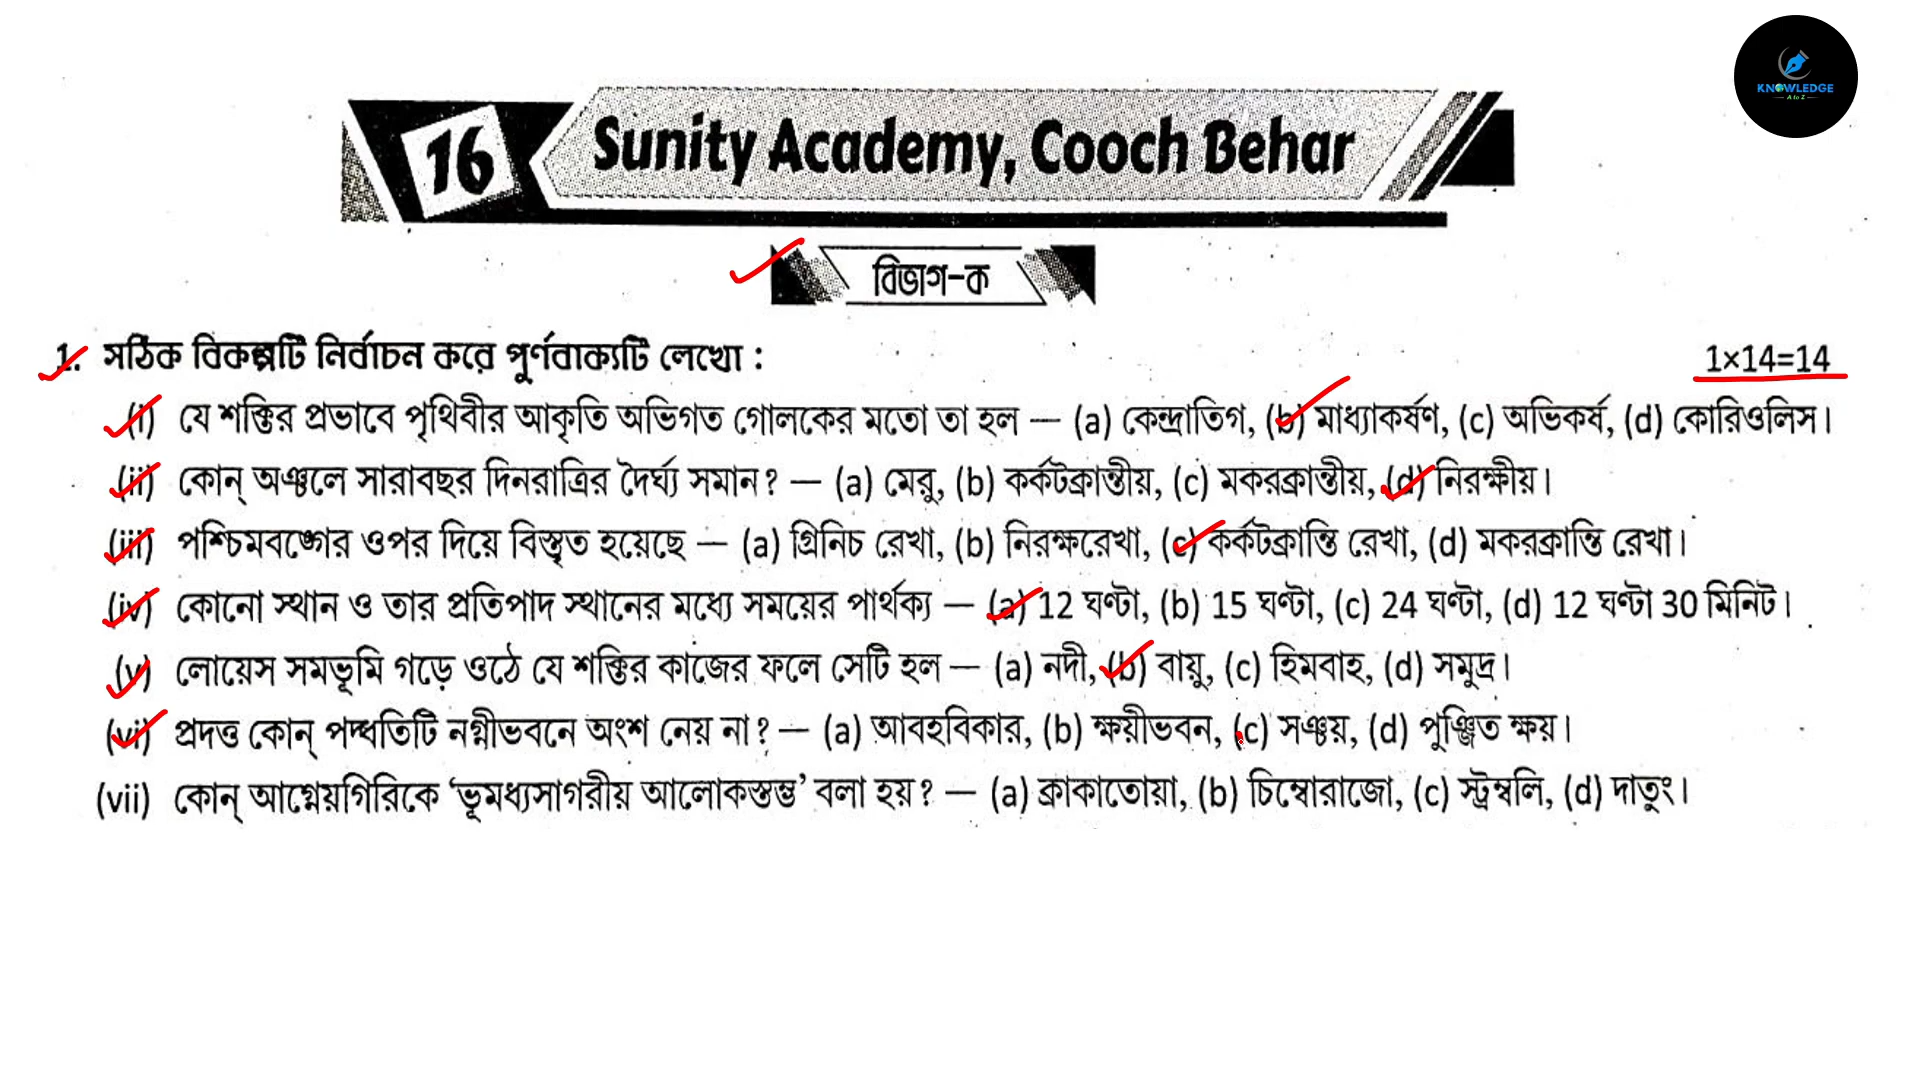 KNOWLEDGE
A to Z
16 Sunity Academy, Cooch Behar
বিভাগ-ক
1. সঠিক বিকল্পটি নির্বাচন করে পুর্ণবাক্যটি লেখো : 1×14=14
(i) যে শক্তির প্রভাবে পৃথিবীর আকৃতি অভিগত গোলকের মতো তা হল — (a) কেন্দ্রাতিগ, (b) মাধ্যাকর্ষণ, (c) অভিকর্ষ, (d) কোরিওলিস।
(ii) কোন্ অঞ্চলে সারাবছর দিনরাত্রির দৈর্ঘ্য সমান? — (a) মেরু, (b) কর্কটক্রান্তীয়, (c) মকরক্রান্তীয়, (d) নিরক্ষীয়।
(iii) পশ্চিমবঙ্গের ওপর দিয়ে বিস্তৃত হয়েছে — (a) গ্রিনিচ রেখা, (b) নিরক্ষরেখা, (c) কর্কটক্রান্তি রেখা, (d) মকরক্রান্তি রেখা।
(iv) কোনো স্থান ও তার প্রতিপাদ স্থানের মধ্যে সময়ের পার্থক্য — (a) 12 ঘণ্টা, (b) 15 ঘণ্টা, (c) 24 ঘণ্টা, (d) 12 ঘণ্টা 30 মিনিট।
(v) লোয়েস সমভূমি গড়ে ওঠে যে শক্তির কাজের ফলে সেটি হল — (a) নদী, (b) বায়ু, (c) হিমবাহ, (d) সমুদ্র।
(vi) প্রদত্ত কোন্ পদ্ধতিটি নগ্নীভবনে অংশ নেয় না? — (a) আবহবিকার, (b) ক্ষয়ীভবন, (c) সঞ্চয়, (d) পুঞ্জিত ক্ষয়।
(vii) কোন্ আগ্নেয়গিরিকে ‘ভূমধ্যসাগরীয় আলোকস্তম্ভ’ বলা হয়? — (a) ক্রাকাতোয়া, (b) চিম্বোরাজো, (c) স্ট্রম্বলি, (d) দাতুং।